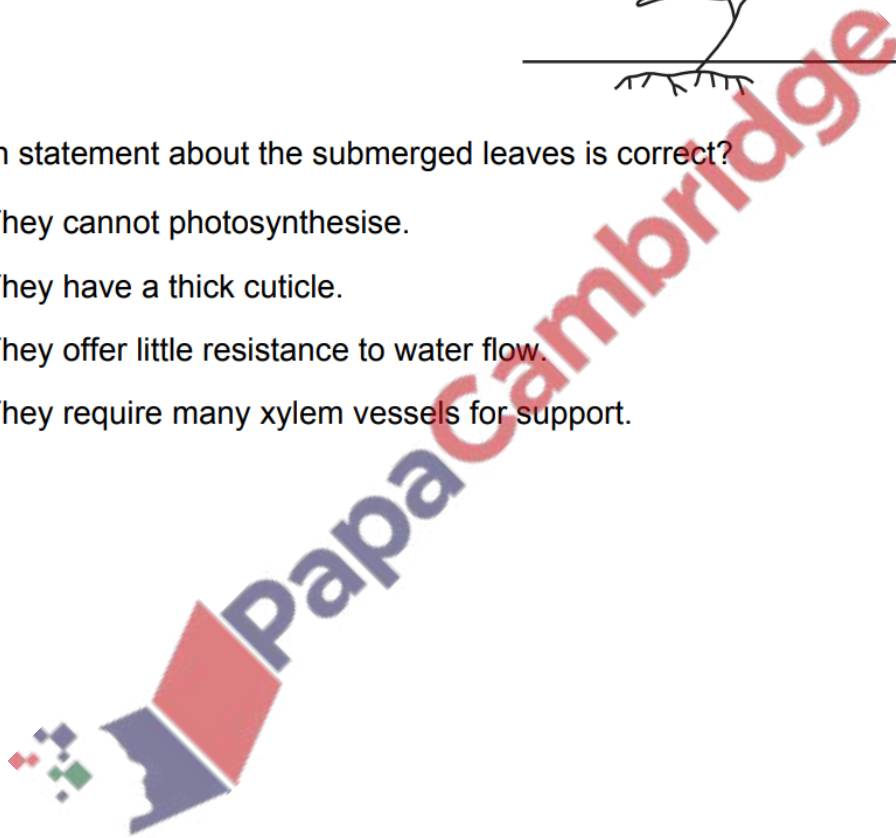 n statement about the submerged leaves is correct?
hey cannot photosynthesise.
hey have a thick cuticle.
hey offer little resistance to water flow.
hey require many xylem vessels for support.
PapaCambridge